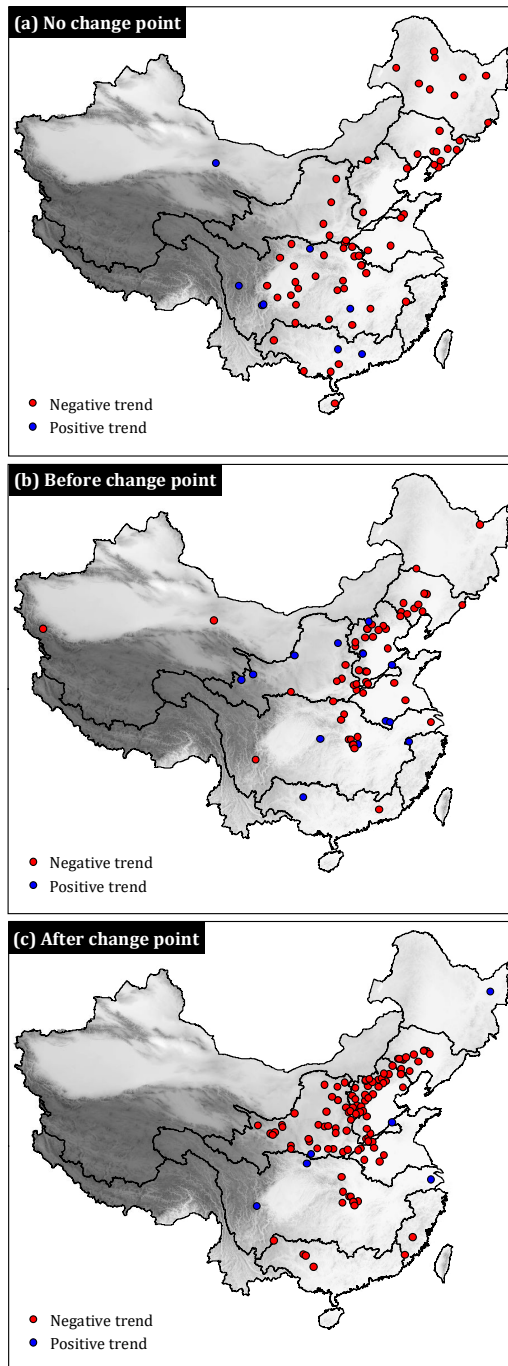 (a) No change point
Negative trend
Positive trend
(b) Before change point
Negative trend
Positive trend
(c) After change point
Negative trend
Positive trend